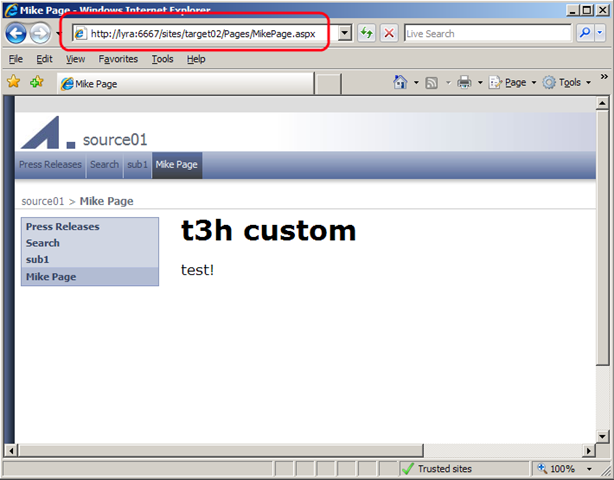 Mike Page - Windows Internet Explorer
http://lyra:6667/sites/target02/Pages/MikePage.aspx
Live Search
File Edit View Favorites Tools Help
Mike Page
Page Tools
source01
Press Releases Search sub1 Mike Page
source01 > Mike Page
Press Releases
Search
sub1
Mike Page
t3h custom
test!
Trusted sites
100%